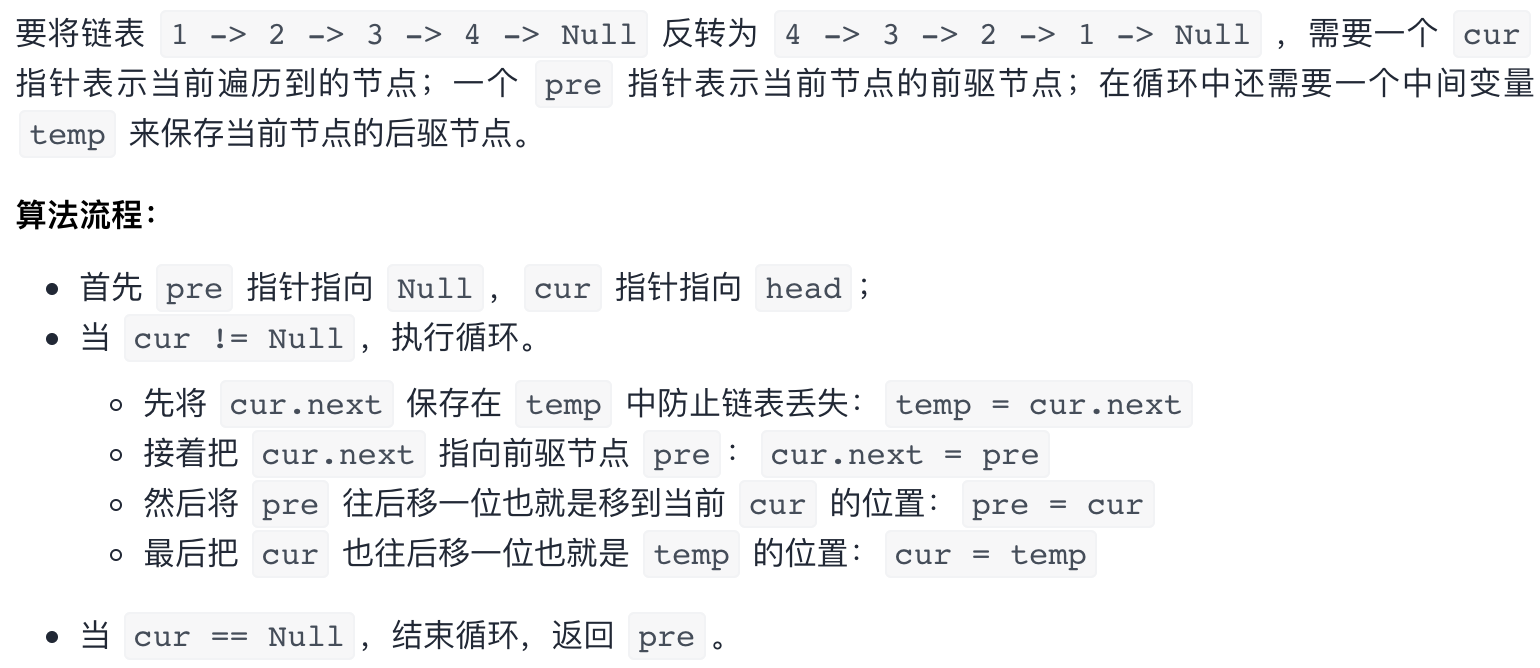 要将链表 1 -> 2 -> 3 -> 4 -> Null 反转为 4 -> 3 -> 2 -> 1 -> Null ，需要一个 cur
指针表示当前遍历到的节点；一个 pre 指针表示当前节点的前驱节点；在循环中还需要一个中间变量
temp 来保存当前节点的后驱节点。
算法流程：
• 首先 pre 指针指向 Null ， cur 指针指向 head ；
• 当 cur != Null ，执行循环。
◦ 先将 cur.next 保存在 temp 中防止链表丢失： temp = cur.next
◦ 接着把 cur.next 指向前驱节点 pre ： cur.next = pre
◦ 然后将 pre 往后移一位也就是移到当前 cur 的位置： pre = cur
◦ 最后把 cur 也往后移一位也就是 temp 的位置： cur = temp
• 当 cur == Null ，结束循环，返回 pre 。